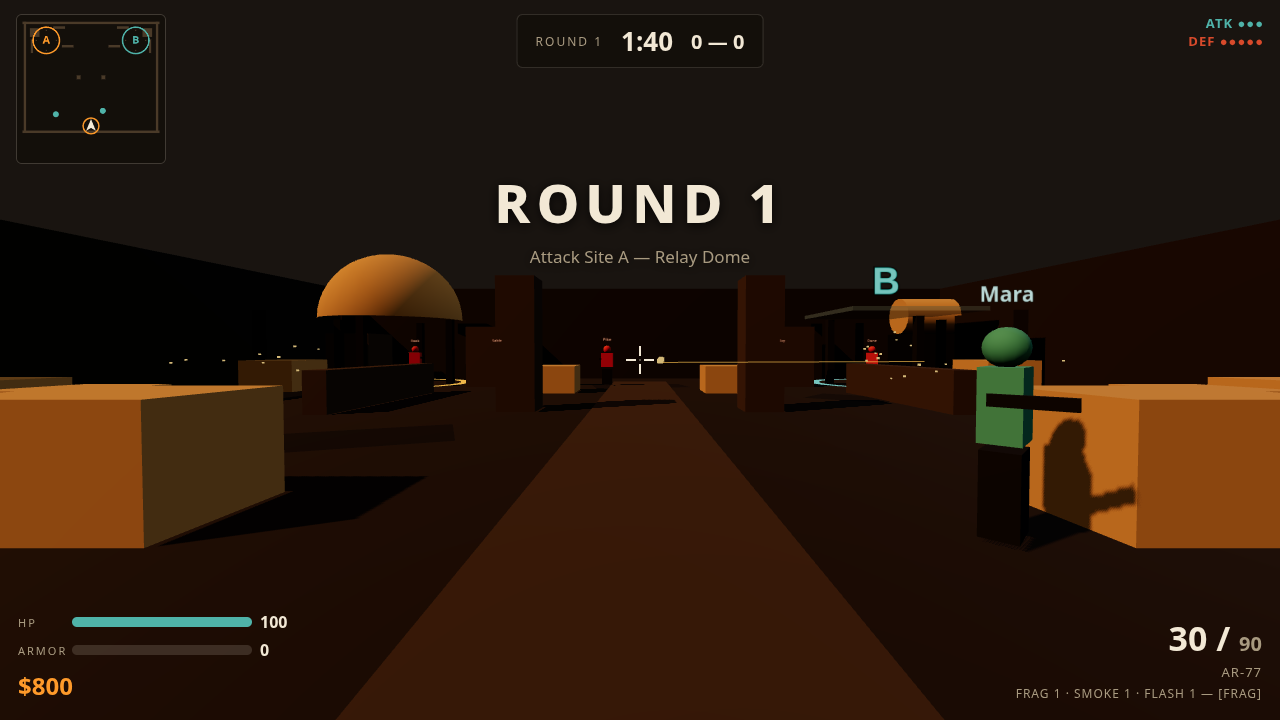 A
B
ROUND 1 1:40 0 — 0
ATK
DEF
ROUND 1
Attack Site A — Relay Dome
B
Mara
HP 100
ARMOR 0
$800
30 / 90
AR-77
FRAG 1 · SMOKE 1 · FLASH 1 — [FRAG]